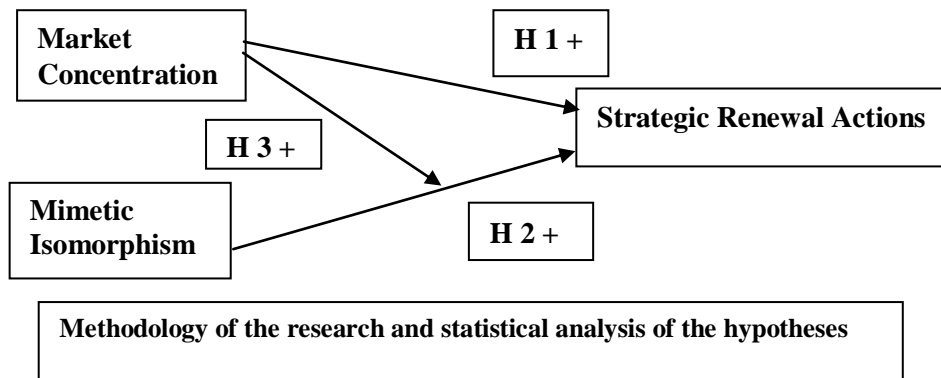 Market
Concentration
H 1 +
Strategic Renewal Actions
H 3 +
Mimetic
Isomorphism
H 2 +
Methodology of the research and statistical analysis of the hypotheses